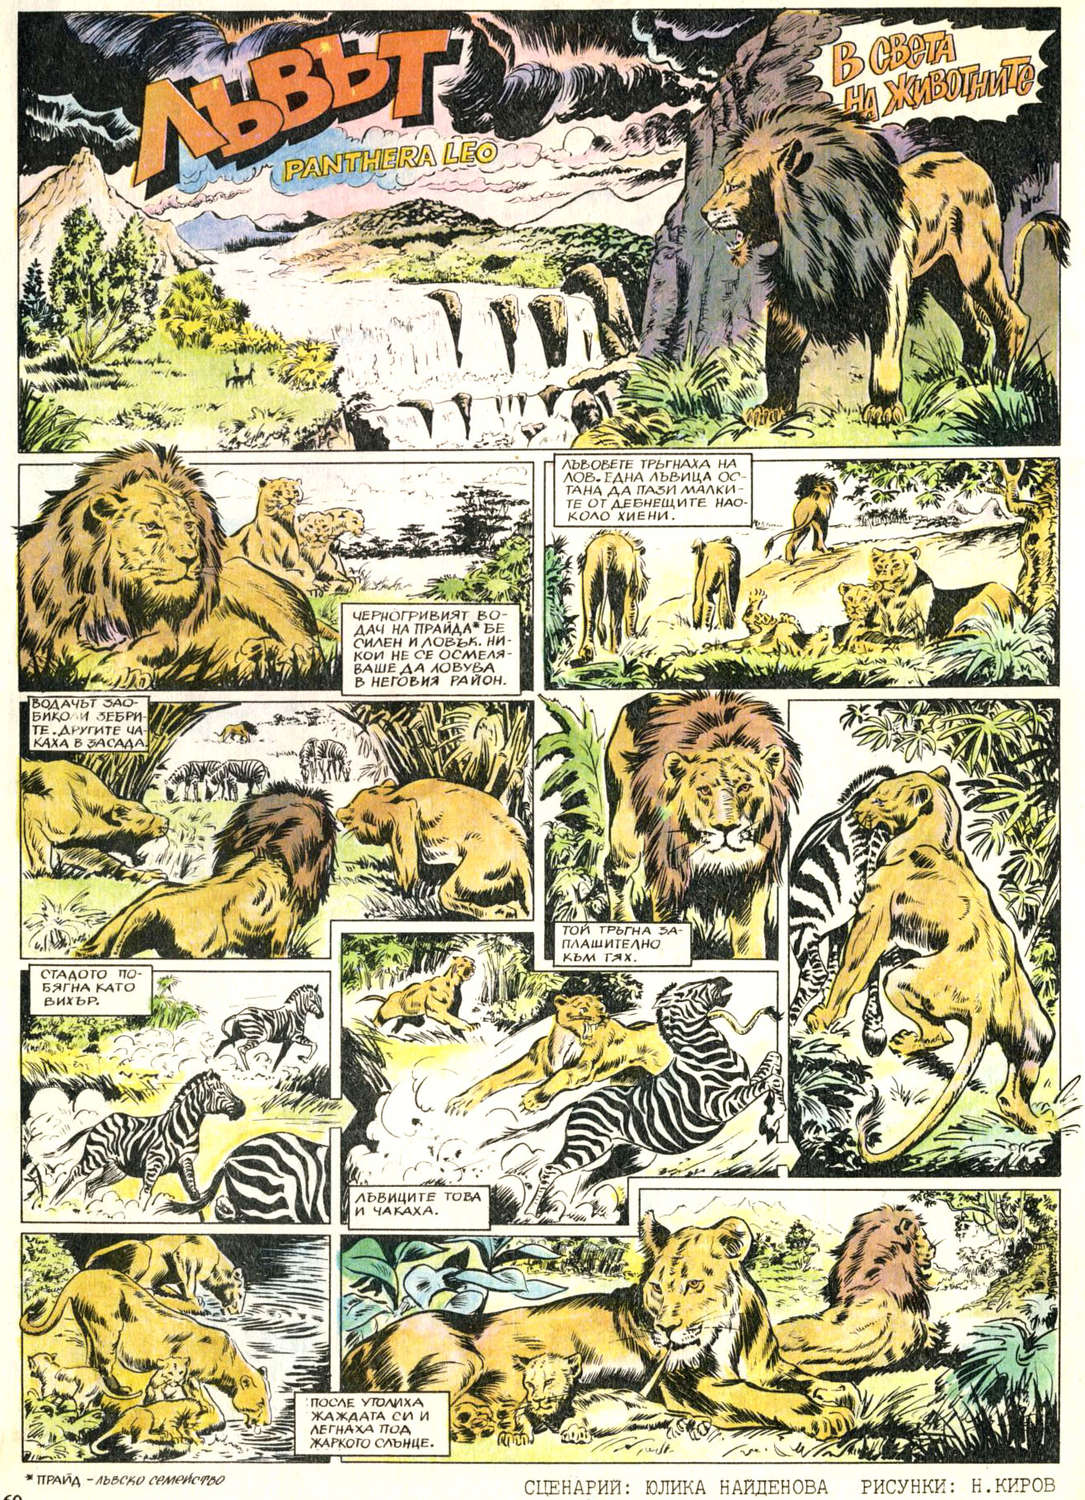 ЛЪВЪТ
PANTHERA LEO
В СВЕТА
НА ЖИВОТНИТЕ
ЧЕРНОГРИВИЯТ ВО-
ДАЧ НА ПРАЙДА* БЕ
СИЛЕН И ЛОВЪК. НИ-
КОЙ НЕ СЕ ОСМЕЛЯ-
ВАШЕ ДА ЛОВУВА
В НЕГОВИЯ РАЙОН.
ЛЪВОВЕТЕ ТРЪГНАХА НА
ЛОВ. ЕДНА ЛЪВИЦА ОС-
ТАНА ДА ПАЗИ МАЛКИ-
ТЕ ОТ ДЕБНЕЩИТЕ НАО-
КОЛО ХИЕНИ.
ВОДАЧЪТ ЗАО-
БИКОЛИ ЗЕБРИ-
ТЕ. ДРУГИТЕ ЧА-
КАХА В ЗАСАДА.
ТОЙ ТРЪГНА ЗА-
ПЛАШИТЕЛНО
КЪМ ТЯХ.
СТАДОТО ПО-
БЯГНА КАТО
ВИХЪР.
ЛЪВИЦИТЕ ТОВА
И ЧАКАХА.
ПОСЛЕ УТОЛИХА
ЖАЖДАТА СИ И
ЛЕГНАХА ПОД
ЖАРКОТО СЛЪНЦЕ.
* ПРАЙД - ЛЪВСКО СЕМЕЙСТВО
СЦЕНАРИЙ: ЮЛИКА НАЙДЕНОВА РИСУНКИ: Н.КИРОВ